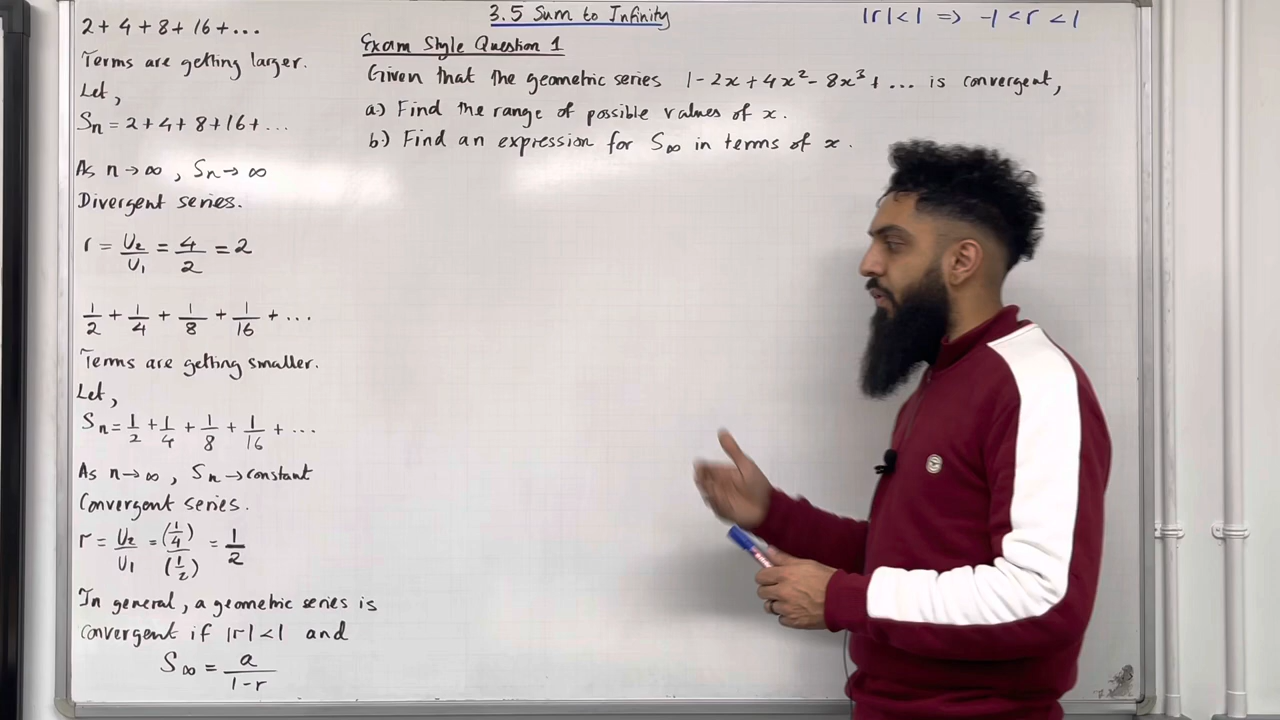 3.5 Sum to Infinity
|r|<1 => -1<r<1
2+4+8+16+...
Terms are getting larger.
Let,
Sn = 2+4+8+16+...
As n→∞, Sn→∞
Divergent series.
r = U2/U1 = 4/2 = 2
1/2 + 1/4 + 1/8 + 1/16 + ...
Terms are getting smaller.
Let,
Sn = 1/2 + 1/4 + 1/8 + 1/16 + ...
As n→∞, Sn→constant
Convergent series.
r = U2/U1 = (1/4)/(1/2) = 1/2
In general, a geometric series is
convergent if |r|<1 and
S∞ = a/(1-r)
Exam Style Question 1
Given that the geometric series 1-2x+4x²-8x³+... is convergent,
a.) Find the range of possible values of x.
b.) Find an expression for S∞ in terms of x.